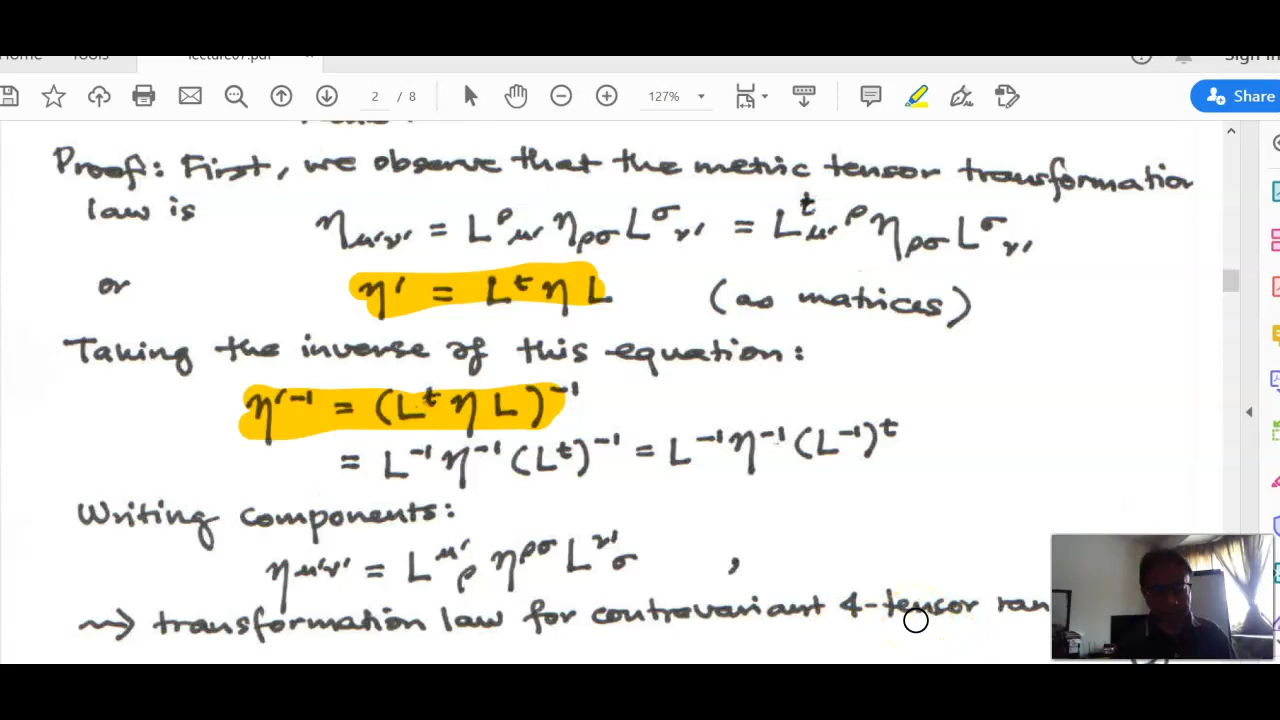 Home Tools lecture07.pdf Sign in
2 / 8 127% Share
Proof: First, we observe that the metric tensor transformation
law is η_{μ'ν'} = L^ρ_{μ'} η_{ρσ} L^σ_{ν'} = L^t_{μ'}^ρ η_{ρσ} L^σ_{ν'}
or η' = L^t η L (as matrices)
Taking the inverse of this equation:
η'^{-1} = (L^t η L)^{-1}
= L^{-1} η^{-1} (L^t)^{-1} = L^{-1} η^{-1} (L^{-1})^t
Writing components:
η^{μ'ν'} = L^{μ'}_ρ η^{ρσ} L^{ν'}_σ ,
⇝ transformation law for contravariant 4-tensor ran